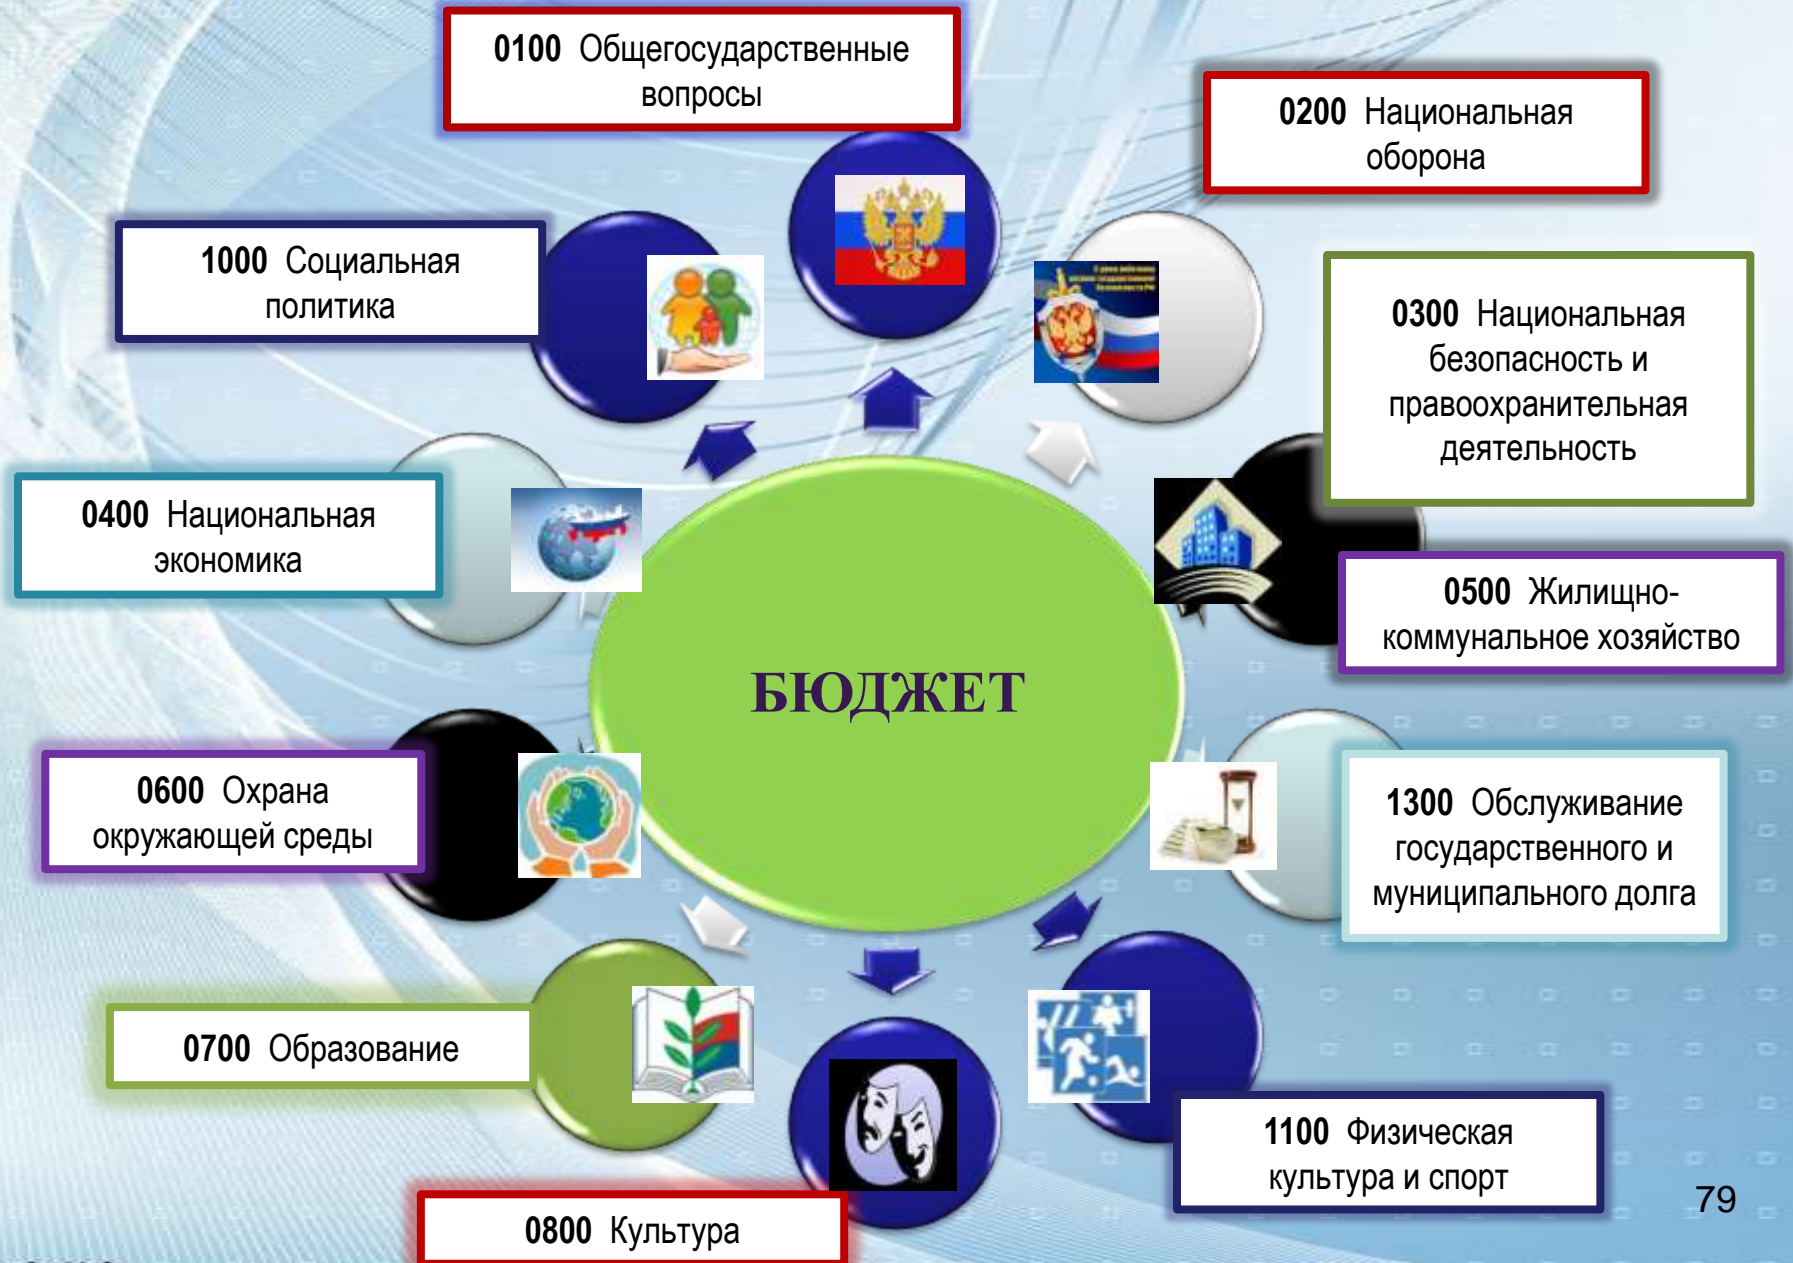 0100 Общегосударственные
вопросы
0200 Национальная
оборона
1000 Социальная
политика
0300 Национальная
безопасность и
правоохранительная
деятельность
0400 Национальная
экономика
0500 Жилищно-
коммунальное хозяйство
БЮДЖЕТ
0600 Охрана
окружающей среды
1300 Обслуживание
государственного и
муниципального долга
0700 Образование
1100 Физическая
культура и спорт
0800 Культура
79